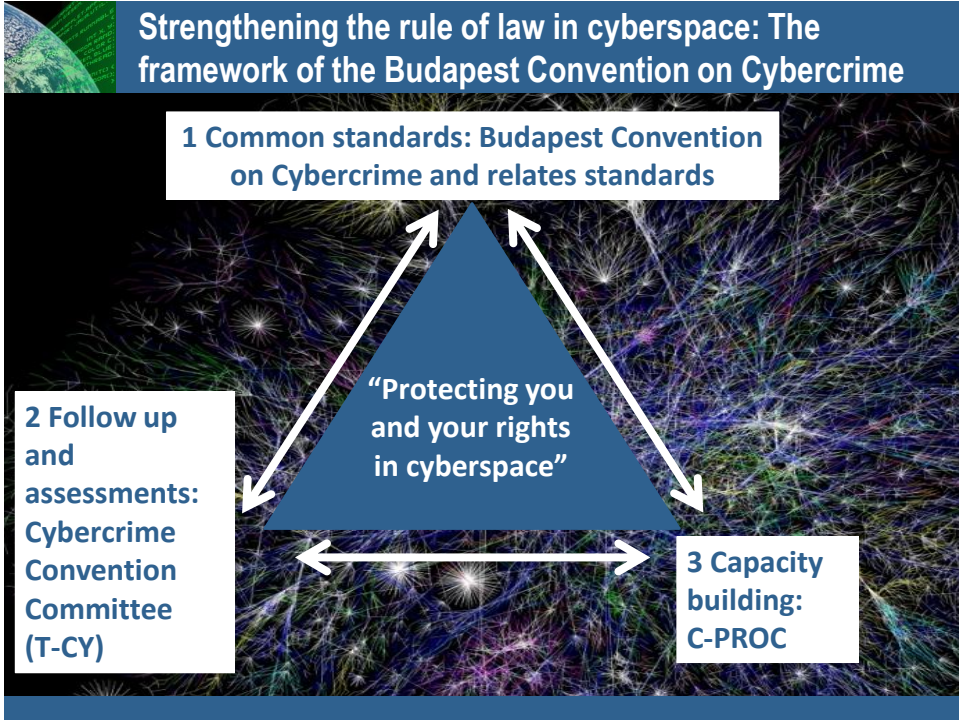 Strengthening the rule of law in cyberspace: The
framework of the Budapest Convention on Cybercrime
1 Common standards: Budapest Convention
on Cybercrime and relates standards
“Protecting you
and your rights
in cyberspace”
2 Follow up
and
assessments:
Cybercrime
Convention
Committee
(T-CY)
3 Capacity
building:
C-PROC